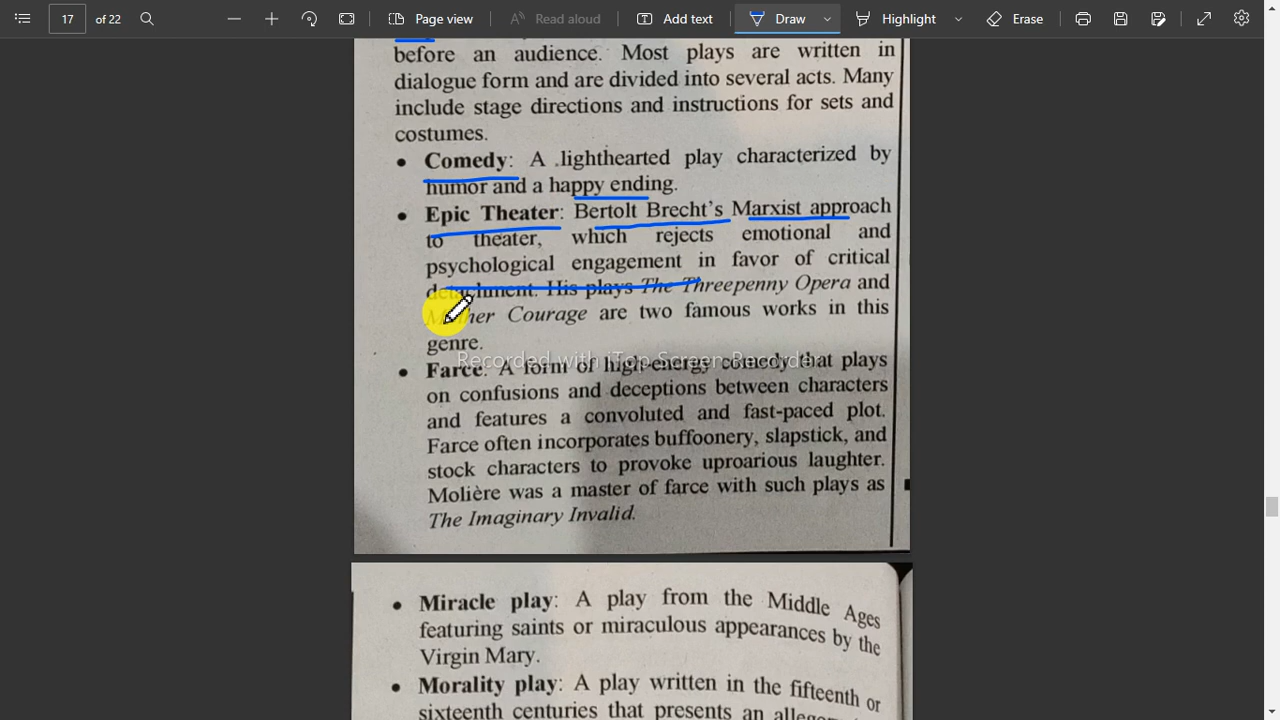 17 of 22 Page view Read aloud Add text Draw Highlight Erase
before an audience. Most plays are written in
dialogue form and are divided into several acts. Many
include stage directions and instructions for sets and
costumes.
• Comedy: A lighthearted play characterized by
humor and a happy ending.
• Epic Theater: Bertolt Brecht's Marxist approach
to theater, which rejects emotional and
psychological engagement in favor of critical
detachment. His plays The Threepenny Opera and
Mother Courage are two famous works in this
genre.
Recorded with iTop Screen Recorder
• Farce: A form of high-energy comedy that plays
on confusions and deceptions between characters
and features a convoluted and fast-paced plot.
Farce often incorporates buffoonery, slapstick, and
stock characters to provoke uproarious laughter.
Molière was a master of farce with such plays as
The Imaginary Invalid.
• Miracle play: A play from the Middle Ages
featuring saints or miraculous appearances by the
Virgin Mary.
• Morality play: A play written in the fifteenth or
sixteenth centuries that presents an